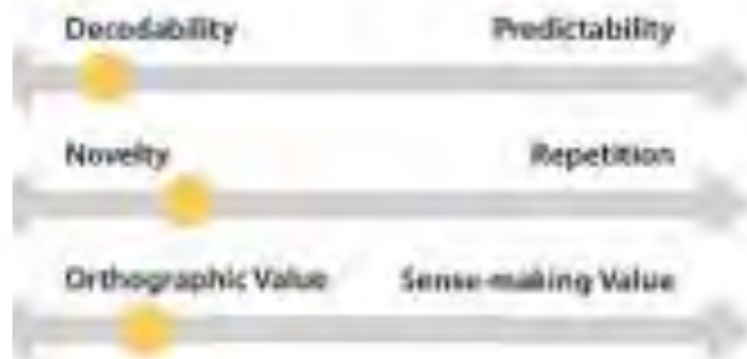 Decodability Predictability
Novelty Repetition
Orthographic Value Sense-making Value